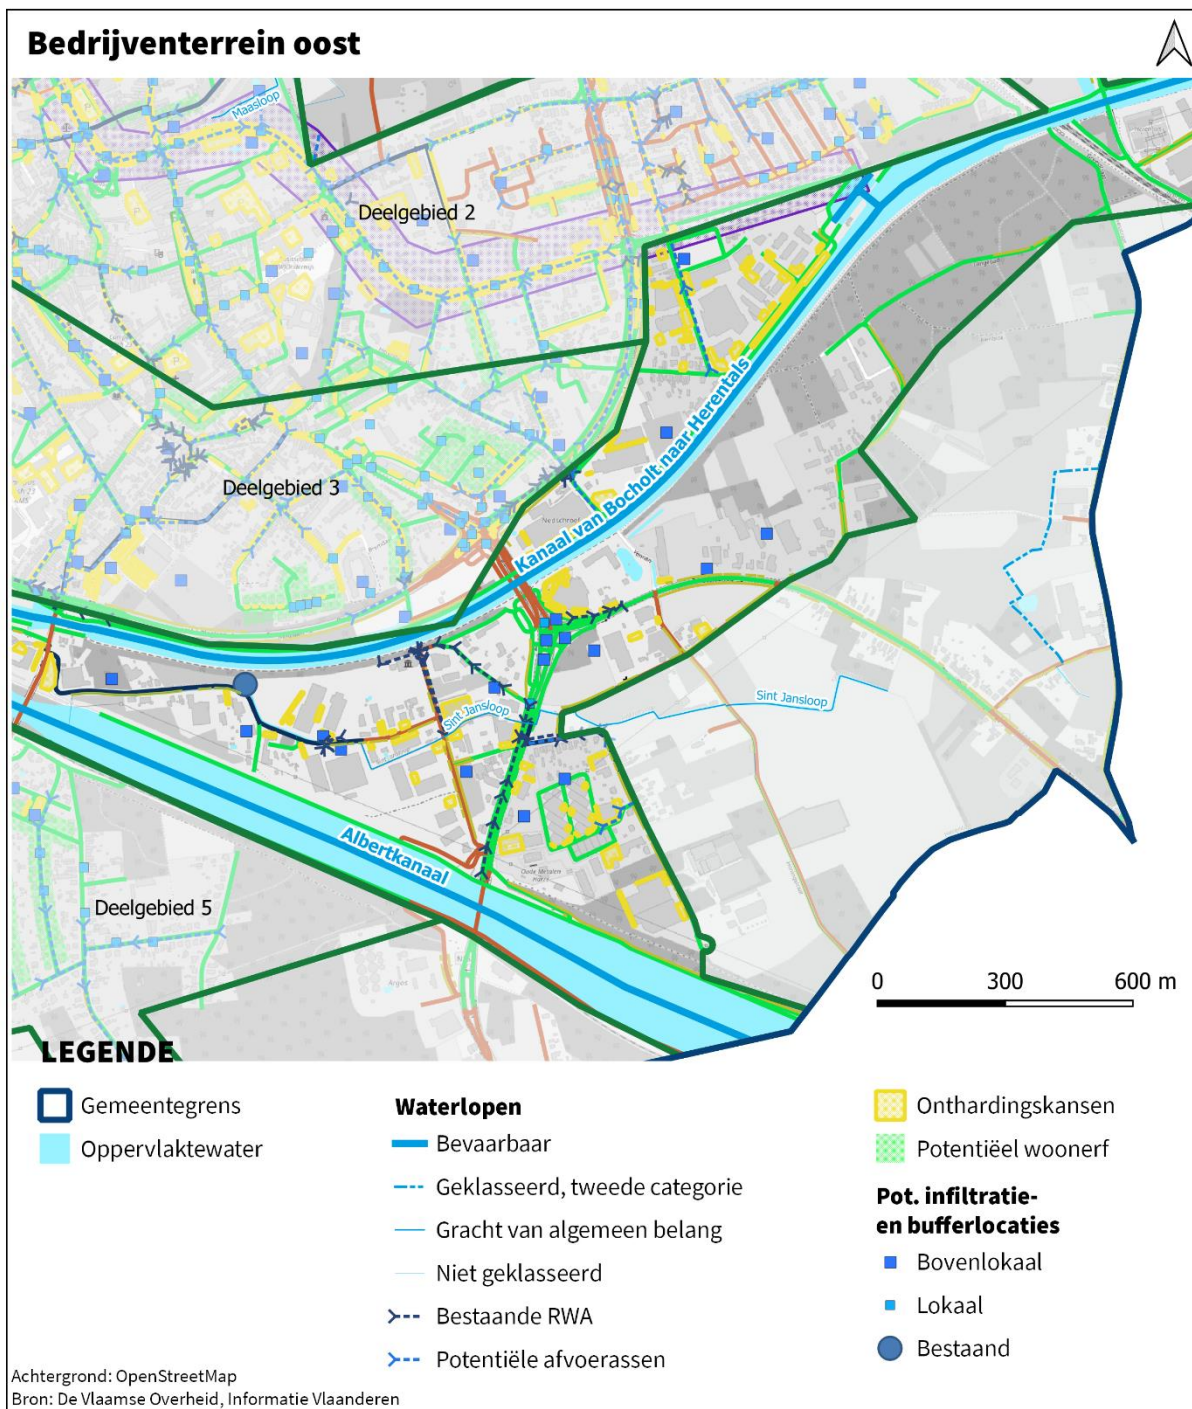 Bedrijventerrein oost
Maasloop
Deelgebied 2
Deelgebied 3
Kanaal van Bocholt naar Herentals
Sint Jansloop
Sint Jansloop
Albertkanaal
Deelgebied 5
0 300 600 m
LEGENDE
Gemeentegrens
Oppervlaktewater
Waterlopen
Bevaarbaar
Geklasseerd, tweede categorie
Gracht van algemeen belang
Niet geklasseerd
Bestaande RWA
Potentiële afvoerassen
Onthardingskansen
Potentiëel woonerf
Pot. infiltratie-
en bufferlocaties
Bovenlokaal
Lokaal
Bestaand
Achtergrond: OpenStreetMap
Bron: De Vlaamse Overheid, Informatie Vlaanderen